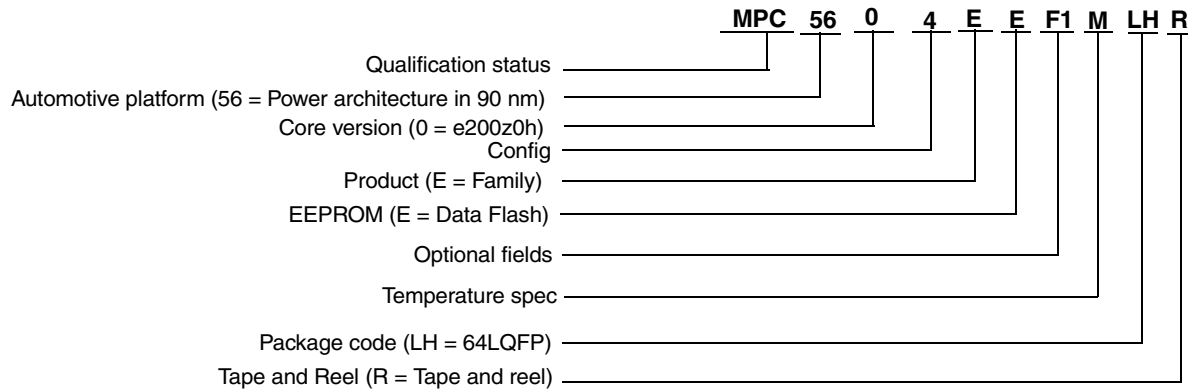 MPC 56 0 4 E E F1 M LH R
Qualification status
Automotive platform (56 = Power architecture in 90 nm)
Core version (0 = e200z0h)
Config
Product (E = Family)
EEPROM (E = Data Flash)
Optional fields
Temperature spec
Package code (LH = 64LQFP)
Tape and Reel (R = Tape and reel)